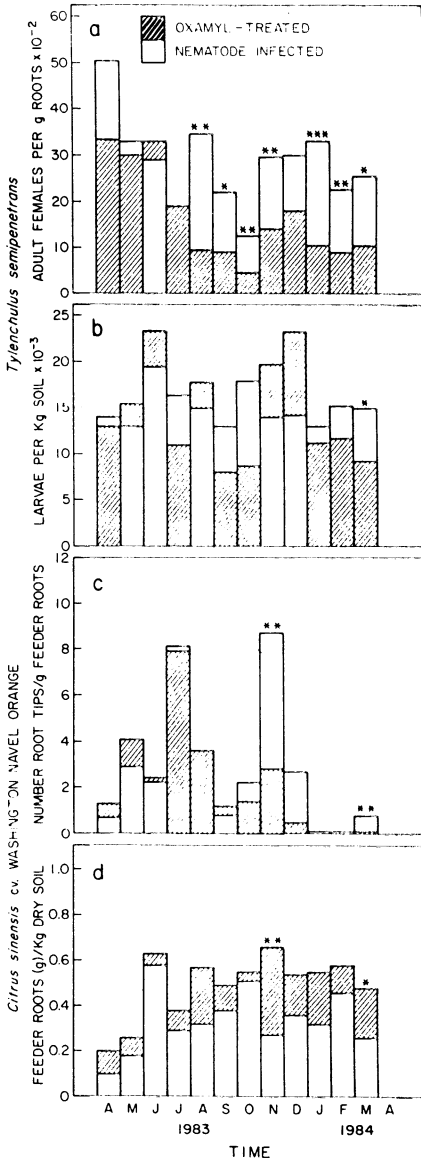 a
OXAMYL-TREATED
NEMATODE INFECTED
Tylenchulus semipenetrans
ADULT FEMALES PER g ROOTS x 10⁻²
60
50
40
30
20
10
0
** * ** ** *** ** *
b
LARVAE PER Kg SOIL x 10⁻³
25
20
15
10
5
0
*
c
Citrus sinensis cv. WASHINGTON NAVEL ORANGE
NUMBER ROOT TIPS/g FEEDER ROOTS
12
10
8
6
4
2
0
** **
d
FEEDER ROOTS (g)/Kg DRY SOIL
1.0
0.8
0.6
0.4
0.2
0
** *
A M J J A S O N D J F M A
1983 1984
TIME